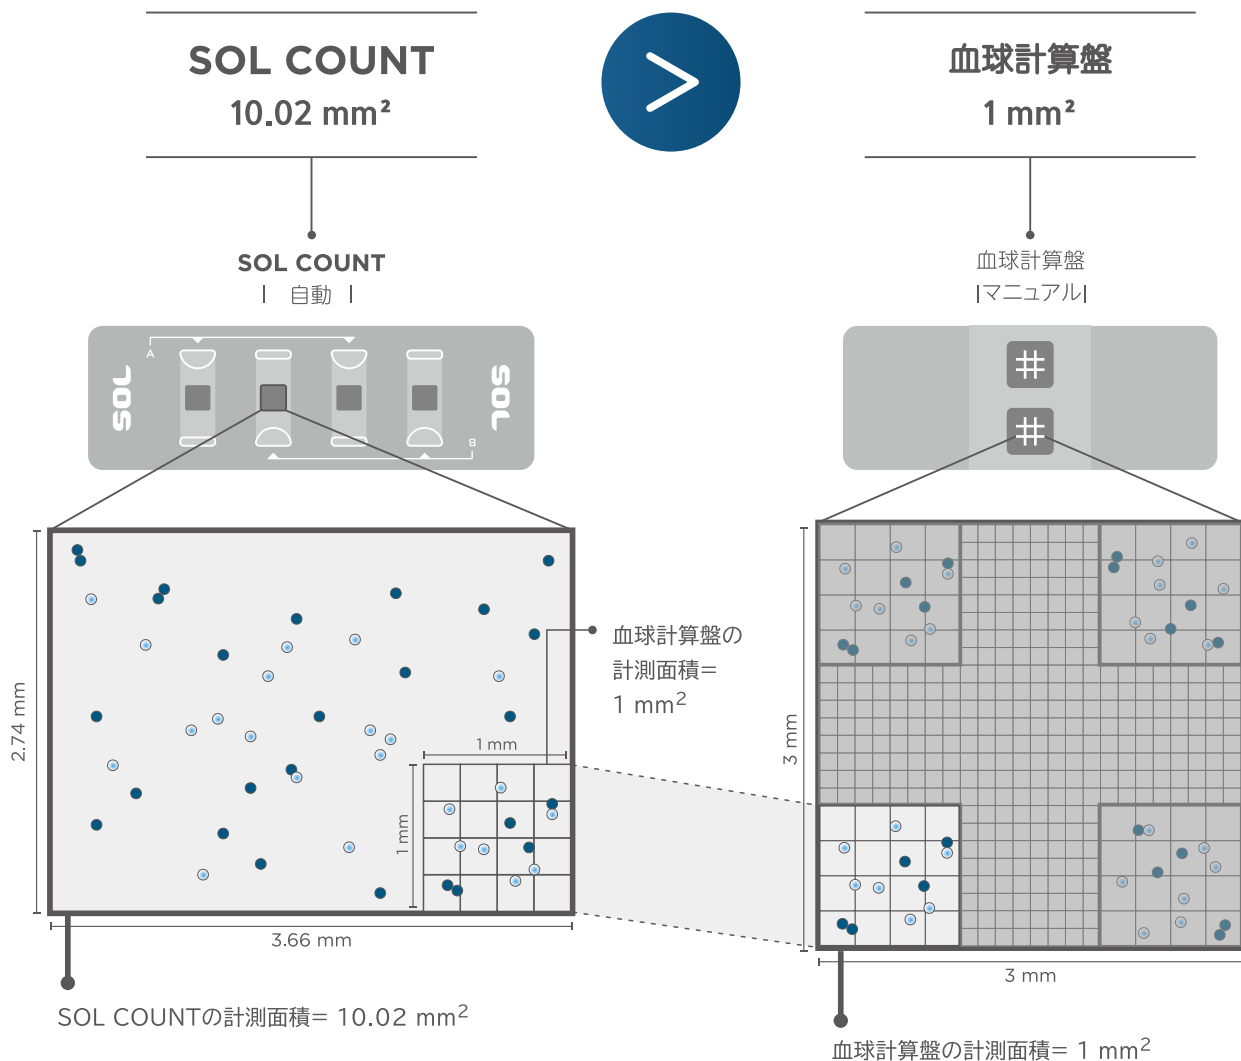 SOL COUNT
10.02 mm²
>
血球計算盤
1 mm²
SOL COUNT
| 自動 |
血球計算盤
|マニュアル|
A
SOL
SOL
B
血球計算盤の
計測面積=
1 mm²
1 mm
1 mm
2.74 mm
3.66 mm
3 mm
3 mm
SOL COUNTの計測面積= 10.02 mm²
血球計算盤の計測面積= 1 mm²